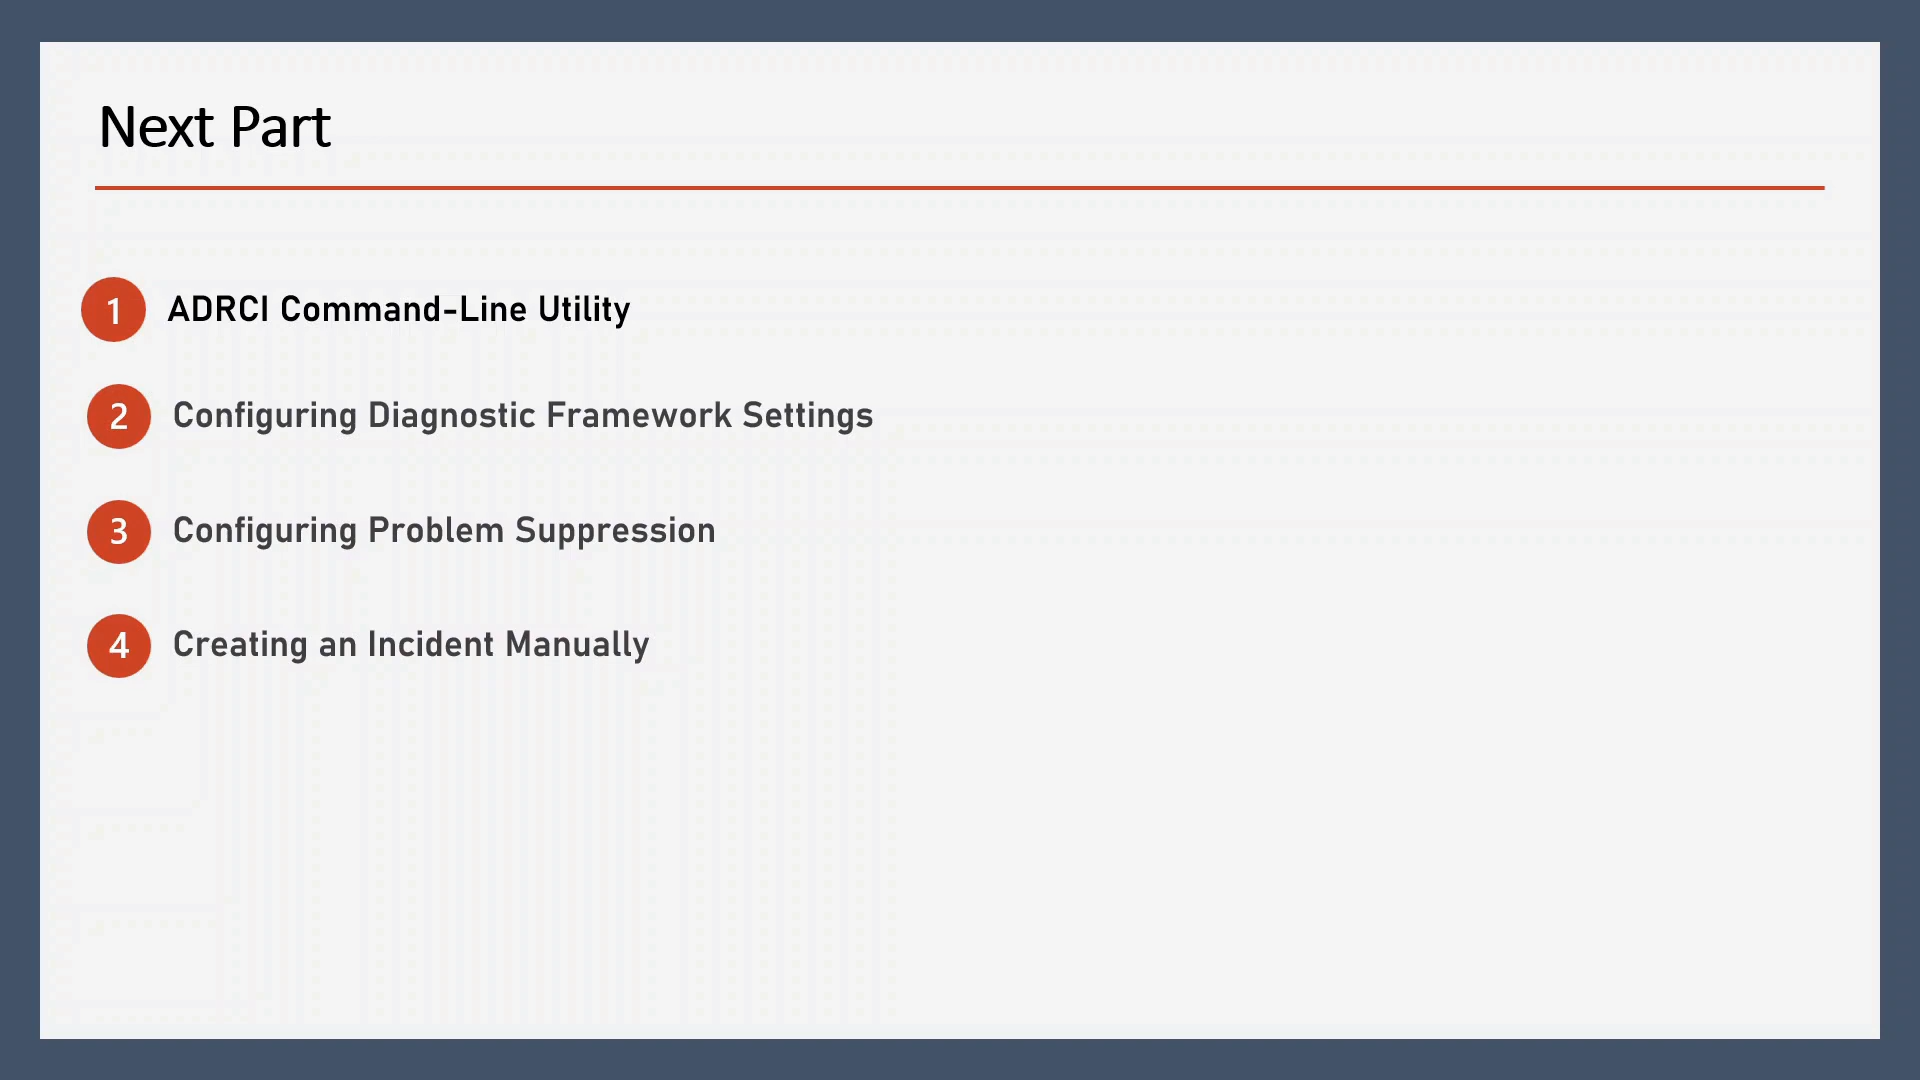 Next Part
1 ADRCI Command-Line Utility
2 Configuring Diagnostic Framework Settings
3 Configuring Problem Suppression
4 Creating an Incident Manually